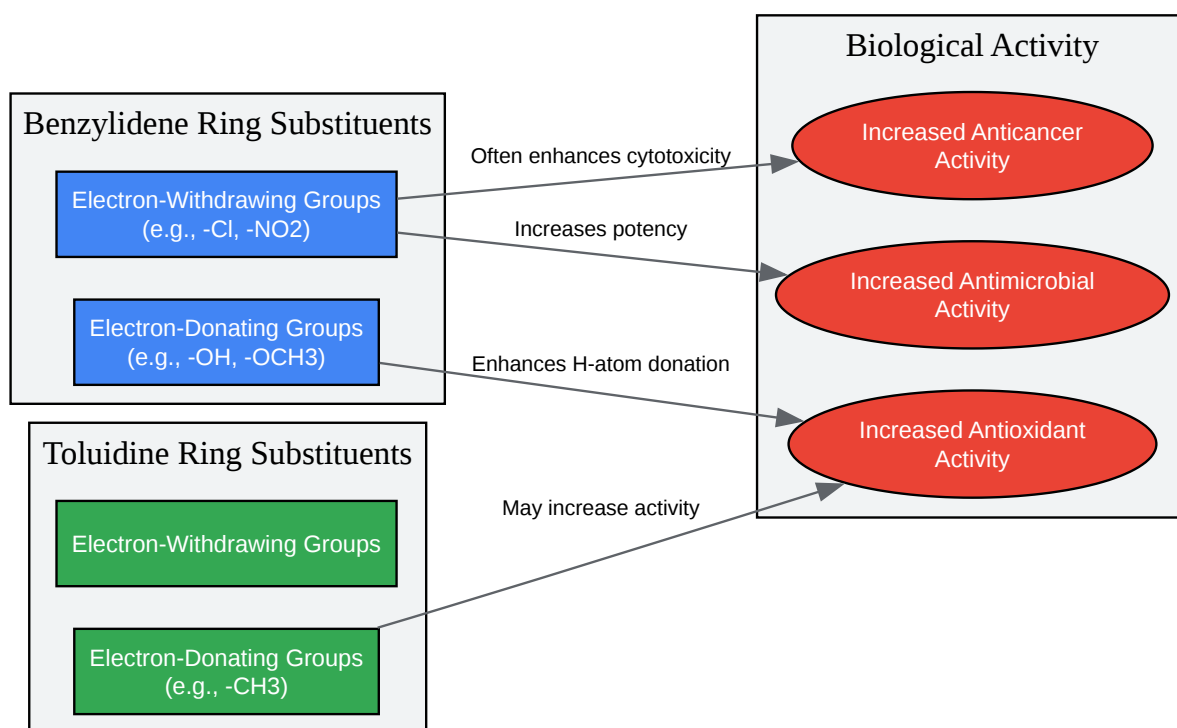 Benzylidene Ring Substituents
Electron-Withdrawing Groups
(e.g., -Cl, -NO2)
Electron-Donating Groups
(e.g., -OH, -OCH3)
Toluidine Ring Substituents
Electron-Withdrawing Groups
Electron-Donating Groups
(e.g., -CH3)
Often enhances cytotoxicity
Increases potency
Enhances H-atom donation
May increase activity
Biological Activity
Increased Anticancer
Activity
Increased Antimicrobial
Activity
Increased Antioxidant
Activity